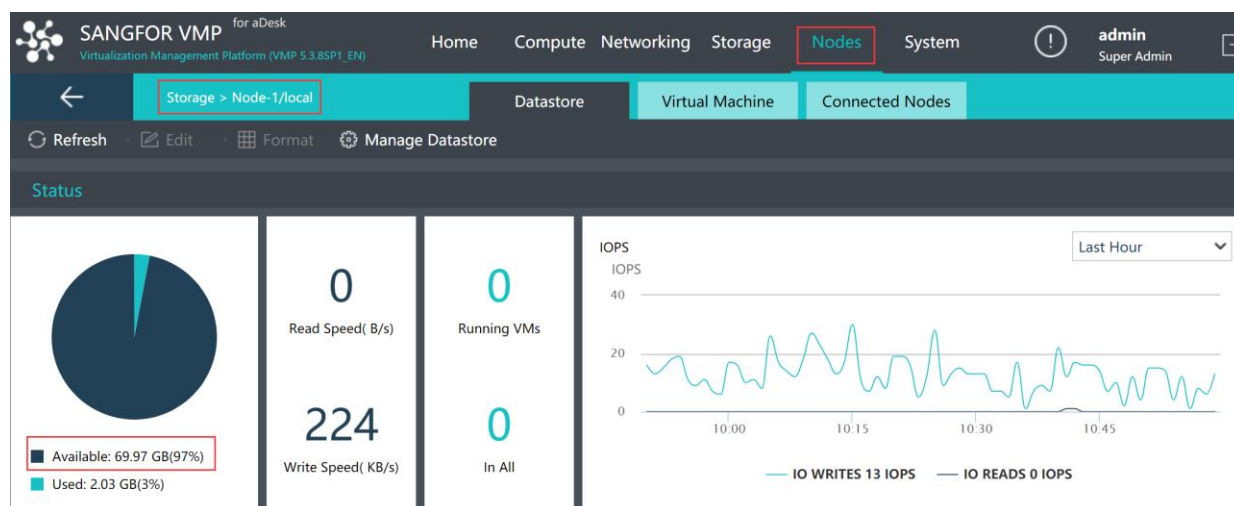 SANGFOR VMP for aDesk
Virtualization Management Platform (VMP 5.3.8SP1_EN)
Home Compute Networking Storage Nodes System
admin
Super Admin
Storage > Node-1/local
Datastore Virtual Machine Connected Nodes
Refresh Edit Format Manage Datastore
Status
Available: 69.97 GB(97%)
Used: 2.03 GB(3%)
0
Read Speed( B/s)
224
Write Speed( KB/s)
0
Running VMs
0
In All
IOPS
Last Hour
IOPS
40
20
0
10:00 10:15 10:30 10:45
IO WRITES 13 IOPS IO READS 0 IOPS